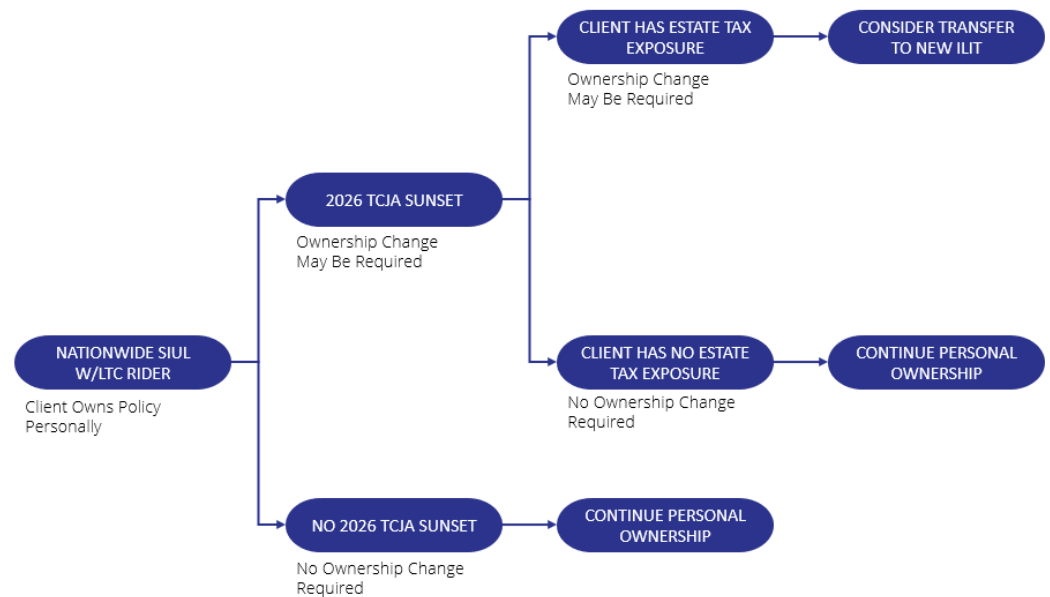 CLIENT HAS ESTATE TAX
EXPOSURE
Ownership Change
May Be Required
CONSIDER TRANSFER
TO NEW ILIT
2026 TCJA SUNSET
Ownership Change
May Be Required
NATIONWIDE SIUL
W/LTC RIDER
Client Owns Policy
Personally
CLIENT HAS NO ESTATE
TAX EXPOSURE
No Ownership Change
Required
CONTINUE PERSONAL
OWNERSHIP
NO 2026 TCJA SUNSET
No Ownership Change
Required
CONTINUE PERSONAL
OWNERSHIP